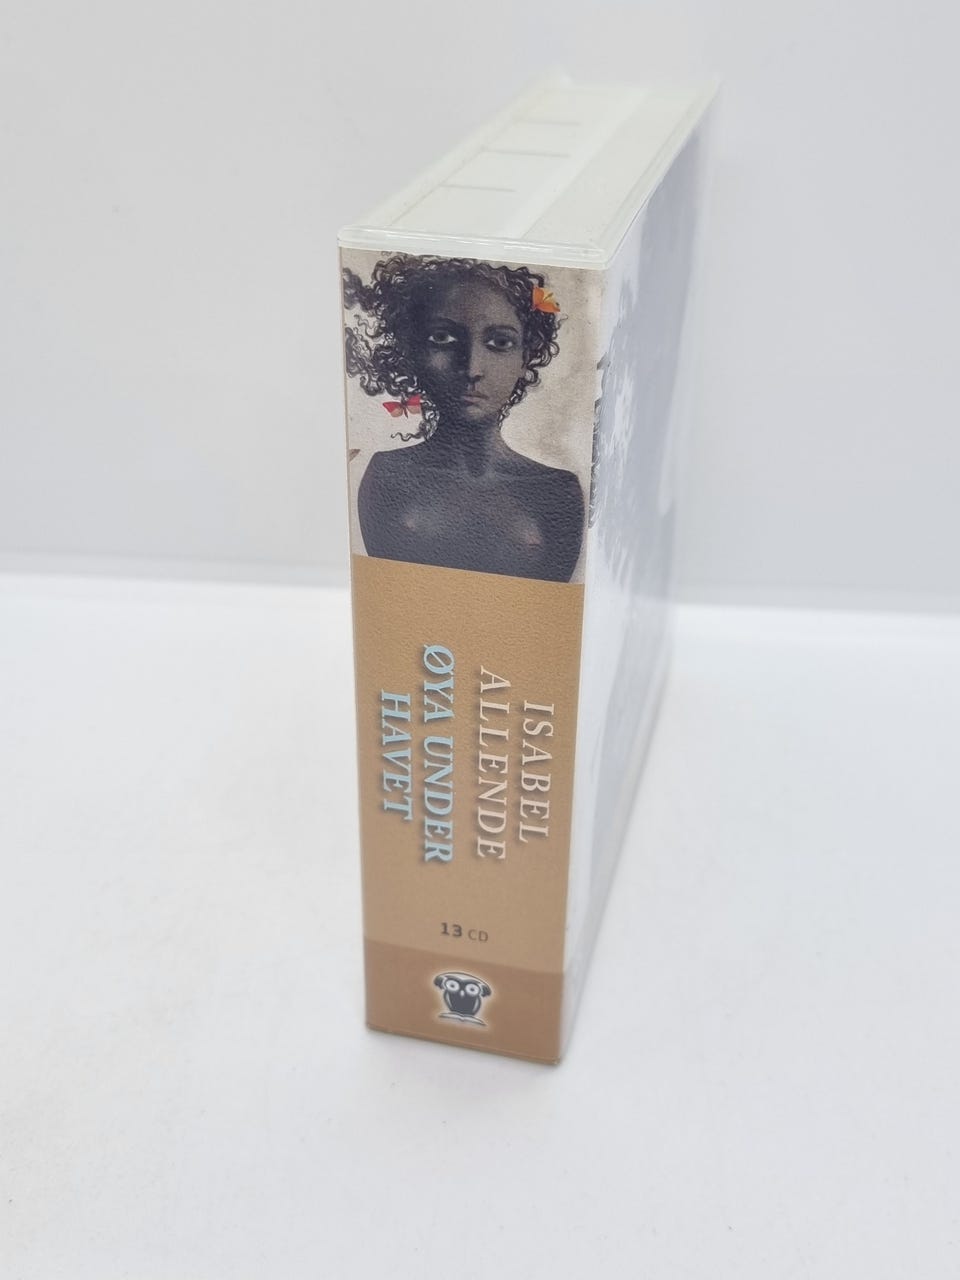 ISABEL
ALLENDE
ØYA UNDER
HAVET
13 CD